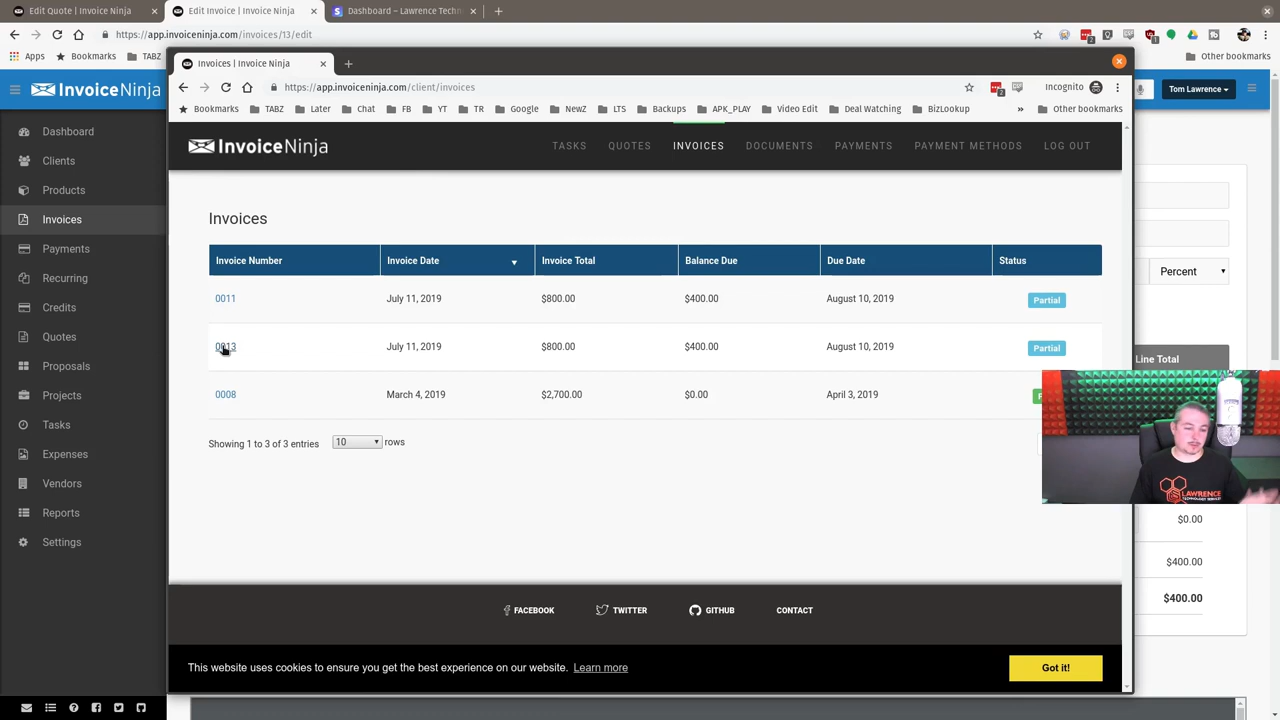 Edit Quote | Invoice Ninja
Edit Invoice | Invoice Ninja
Dashboard – Lawrence Techn
https://app.invoiceninja.com/invoices/13/edit
Apps
Bookmarks
TABZ
Other bookmarks
Invoices | Invoice Ninja
https://app.invoiceninja.com/client/invoices
Incognito
Bookmarks
TABZ
Later
Chat
FB
YT
TR
Google
NewZ
LTS
Backups
APK_PLAY
Video Edit
Deal Watching
BizLookup
»
Other bookmarks
InvoiceNinja
Tom Lawrence
Dashboard
Clients
Products
Invoices
Payments
Recurring
Credits
Quotes
Proposals
Projects
Tasks
Expenses
Vendors
Reports
Settings
InvoiceNinja
TASKS QUOTES INVOICES DOCUMENTS PAYMENTS PAYMENT METHODS LOG OUT
Invoices
Invoice Number Invoice Date Invoice Total Balance Due Due Date Status
0011 July 11, 2019 $800.00 $400.00 August 10, 2019 Partial
0013 July 11, 2019 $800.00 $400.00 August 10, 2019 Partial
0008 March 4, 2019 $2,700.00 $0.00 April 3, 2019
Showing 1 to 3 of 3 entries 10 rows
Percent
Line Total
LAWRENCE
$0.00
$400.00
$400.00
FACEBOOK TWITTER GITHUB CONTACT
This website uses cookies to ensure you get the best experience on our website. Learn more
Got it!